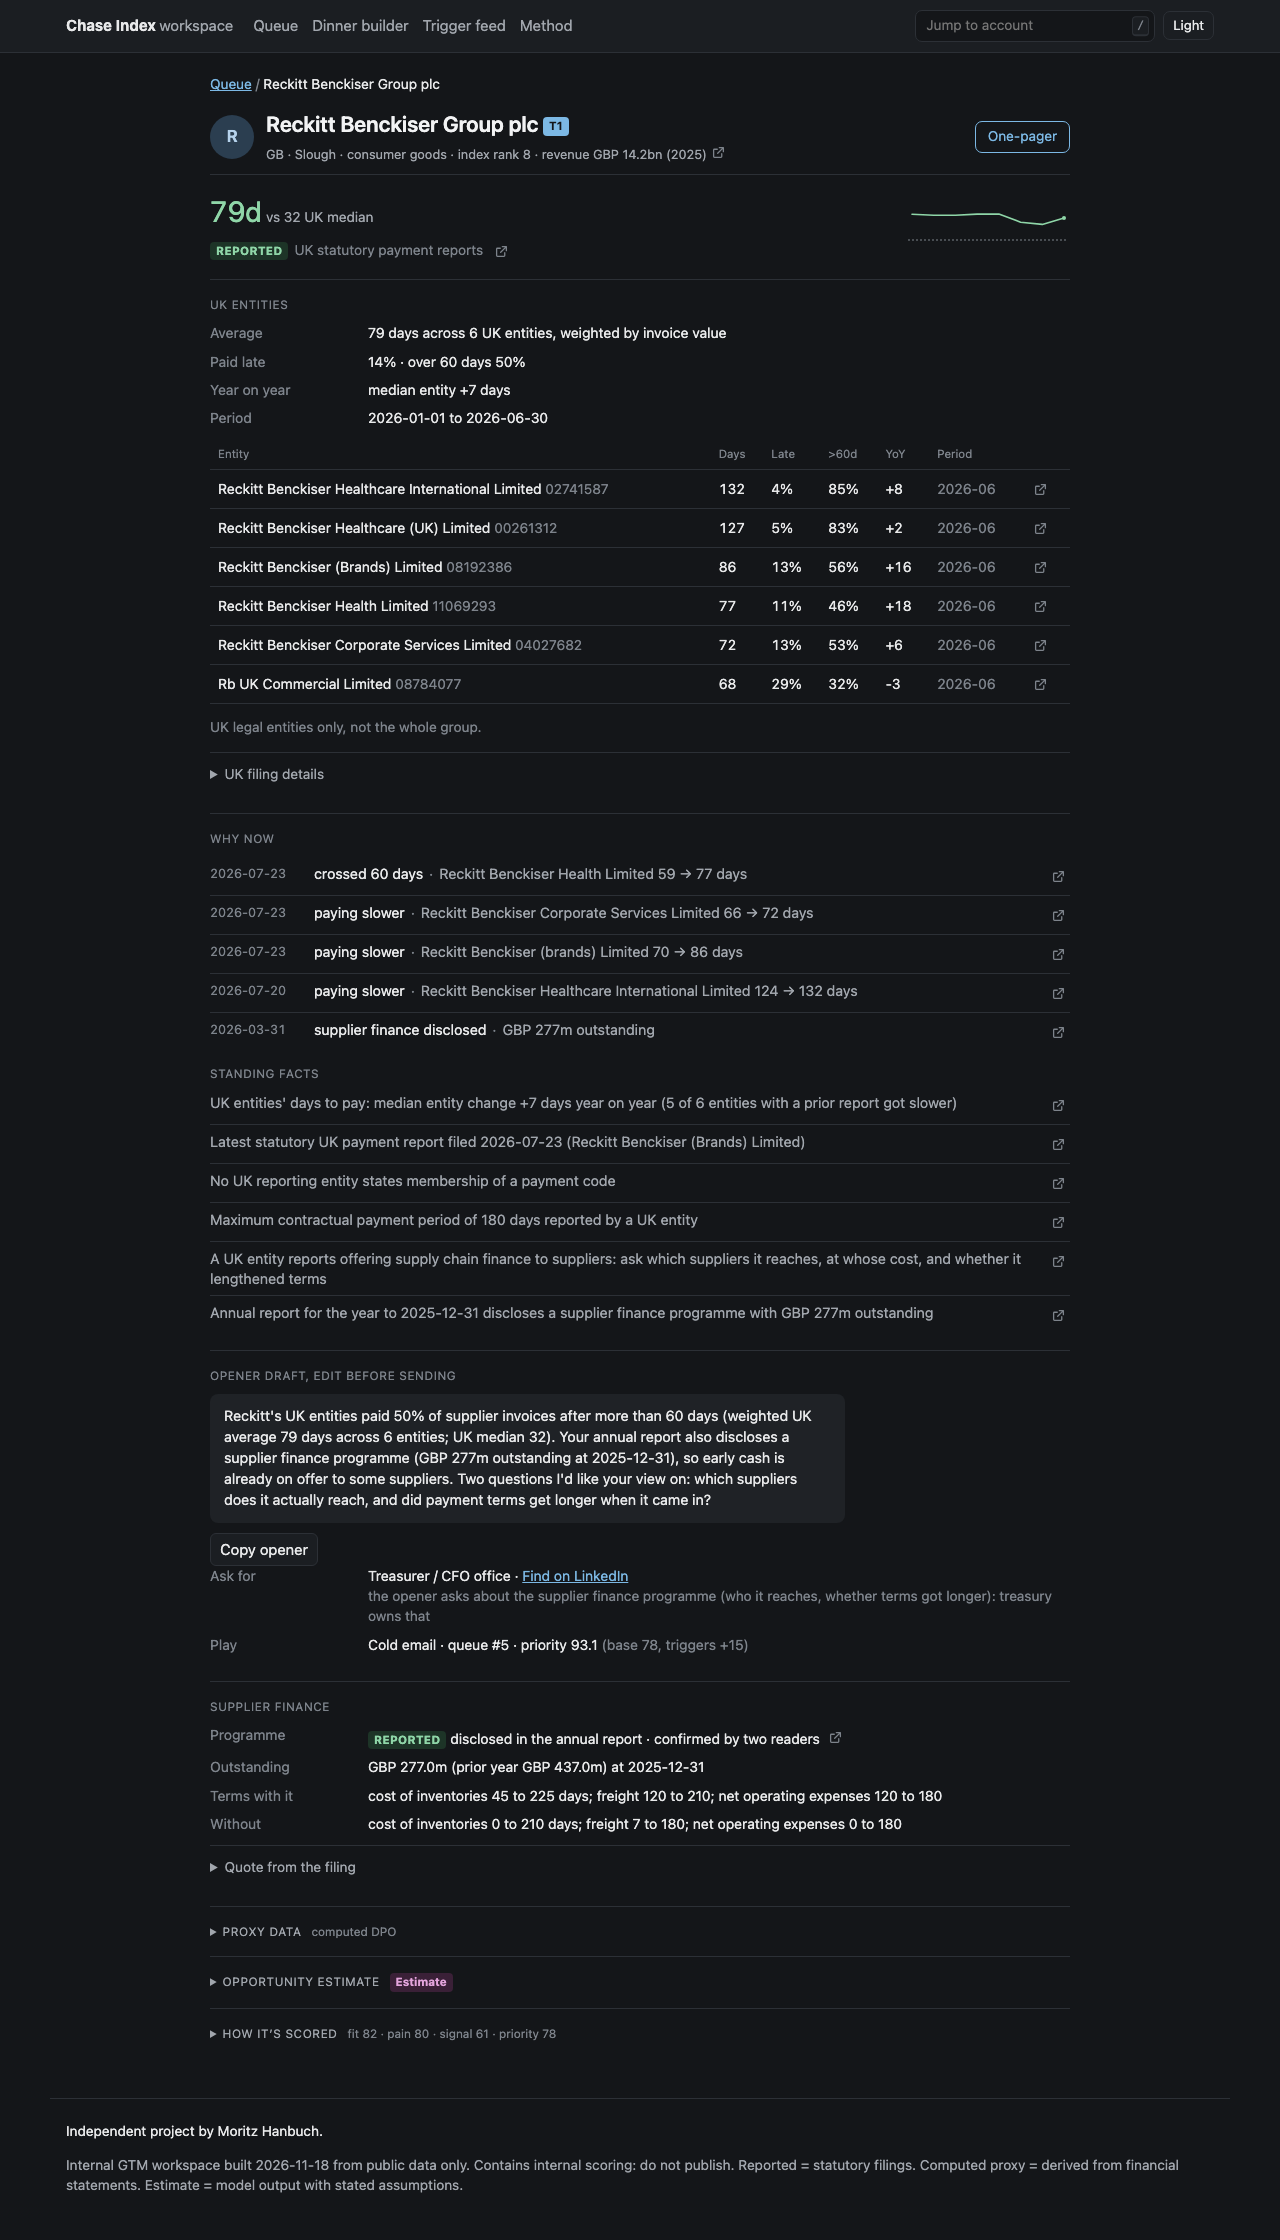 Chase Index workspace Queue Dinner builder Trigger feed Method Jump to account / Light
Queue / Reckitt Benckiser Group plc
R
Reckitt Benckiser Group plc T1
One-pager
GB · Slough · consumer goods · index rank 8 · revenue GBP 14.2bn (2025)
79d vs 32 UK median
REPORTED UK statutory payment reports
UK ENTITIES
Average 79 days across 6 UK entities, weighted by invoice value
Paid late 14% · over 60 days 50%
Year on year median entity +7 days
Period 2026-01-01 to 2026-06-30
Entity Days Late >60d YoY Period
Reckitt Benckiser Healthcare International Limited 02741587 132 4% 85% +8 2026-06
Reckitt Benckiser Healthcare (UK) Limited 00261312 127 5% 83% +2 2026-06
Reckitt Benckiser (Brands) Limited 08192386 86 13% 56% +16 2026-06
Reckitt Benckiser Health Limited 11069293 77 11% 46% +18 2026-06
Reckitt Benckiser Corporate Services Limited 04027682 72 13% 53% +6 2026-06
Rb UK Commercial Limited 08784077 68 29% 32% -3 2026-06
UK legal entities only, not the whole group.
UK filing details
WHY NOW
2026-07-23 crossed 60 days · Reckitt Benckiser Health Limited 59 → 77 days
2026-07-23 paying slower · Reckitt Benckiser Corporate Services Limited 66 → 72 days
2026-07-23 paying slower · Reckitt Benckiser (brands) Limited 70 → 86 days
2026-07-20 paying slower · Reckitt Benckiser Healthcare International Limited 124 → 132 days
2026-03-31 supplier finance disclosed · GBP 277m outstanding
STANDING FACTS
UK entities' days to pay: median entity change +7 days year on year (5 of 6 entities with a prior report got slower)
Latest statutory UK payment report filed 2026-07-23 (Reckitt Benckiser (Brands) Limited)
No UK reporting entity states membership of a payment code
Maximum contractual payment period of 180 days reported by a UK entity
A UK entity reports offering supply chain finance to suppliers: ask which suppliers it reaches, at whose cost, and whether it
lengthened terms
Annual report for the year to 2025-12-31 discloses a supplier finance programme with GBP 277m outstanding
OPENER DRAFT, EDIT BEFORE SENDING
Reckitt's UK entities paid 50% of supplier invoices after more than 60 days (weighted UK
average 79 days across 6 entities; UK median 32). Your annual report also discloses a
supplier finance programme (GBP 277m outstanding at 2025-12-31), so early cash is
already on offer to some suppliers. Two questions I'd like your view on: which suppliers
does it actually reach, and did payment terms get longer when it came in?
Copy opener
Ask for Treasurer / CFO office · Find on LinkedIn
the opener asks about the supplier finance programme (who it reaches, whether terms got longer): treasury
owns that
Play Cold email · queue #5 · priority 93.1 (base 78, triggers +15)
SUPPLIER FINANCE
Programme REPORTED disclosed in the annual report · confirmed by two readers
Outstanding GBP 277.0m (prior year GBP 437.0m) at 2025-12-31
Terms with it cost of inventories 45 to 225 days; freight 120 to 210; net operating expenses 120 to 180
Without cost of inventories 0 to 210 days; freight 7 to 180; net operating expenses 0 to 180
Quote from the filing
PROXY DATA computed DPO
OPPORTUNITY ESTIMATE Estimate
HOW IT'S SCORED fit 82 · pain 80 · signal 61 · priority 78
Independent project by Moritz Hanbuch.
Internal GTM workspace built 2026-11-18 from public data only. Contains internal scoring: do not publish. Reported = statutory filings. Computed proxy = derived from financial
statements. Estimate = model output with stated assumptions.